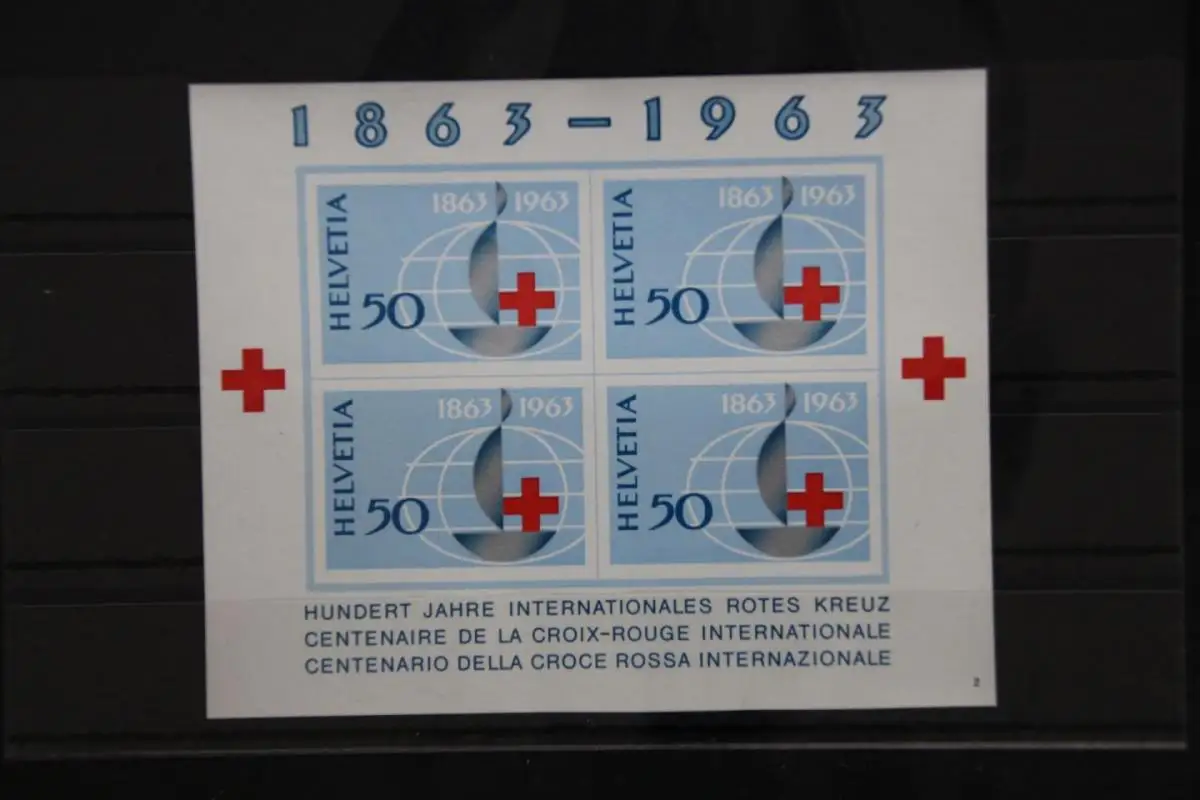 1863–1963
1863 1963
HELVETIA
50
1863 1963
HELVETIA
50
1863 1963
HELVETIA
50
1863 1963
HELVETIA
50
HUNDERT JAHRE INTERNATIONALES ROTES KREUZ
CENTENAIRE DE LA CROIX-ROUGE INTERNATIONALE
CENTENARIO DELLA CROCE ROSSA INTERNAZIONALE
2